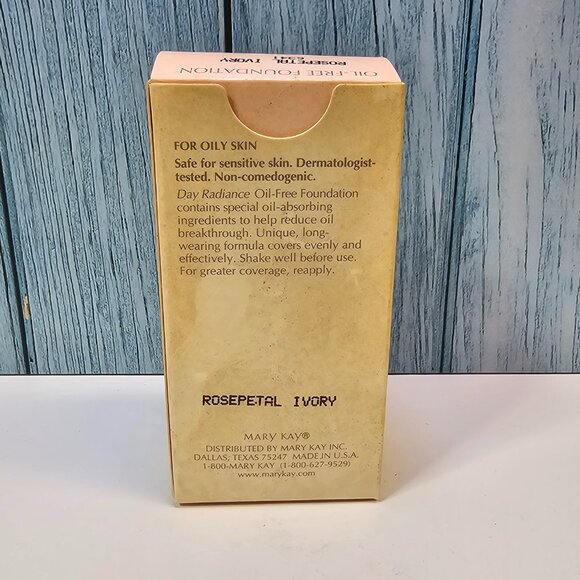 OIL-FREE FOUNDATION
ROSEPETAL IVORY
FOR OILY SKIN
Safe for sensitive skin. Dermatologist-
tested. Non-comedogenic.
Day Radiance Oil-Free Foundation
contains special oil-absorbing
ingredients to help reduce oil
breakthrough. Unique, long-
wearing formula covers evenly and
effectively. Shake well before use.
For greater coverage, reapply.
ROSEPETAL IVORY
MARY KAY®
DISTRIBUTED BY MARY KAY INC.
DALLAS, TEXAS 75247 MADE IN U.S.A.
1-800-MARY KAY (1-800-627-9529)
www.marykay.com